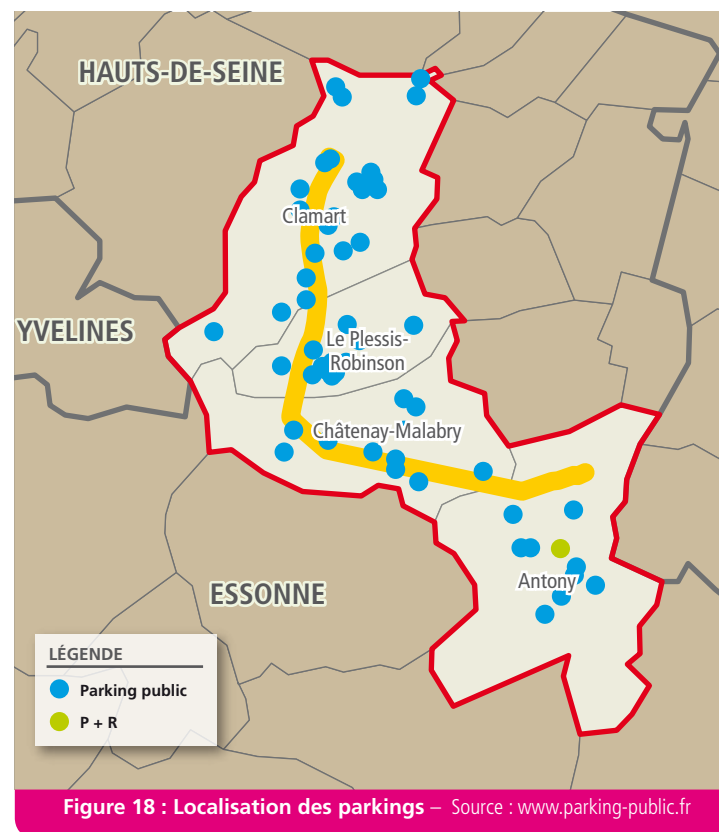 HAUTS-DE-SEINE
Clamart
YVELINES
Le Plessis-
Robinson
Châtenay-Malabry
Antony
ESSONNE
LÉGENDE
Parking public
P + R
Figure 18 : Localisation des parkings – Source : www.parking-public.fr